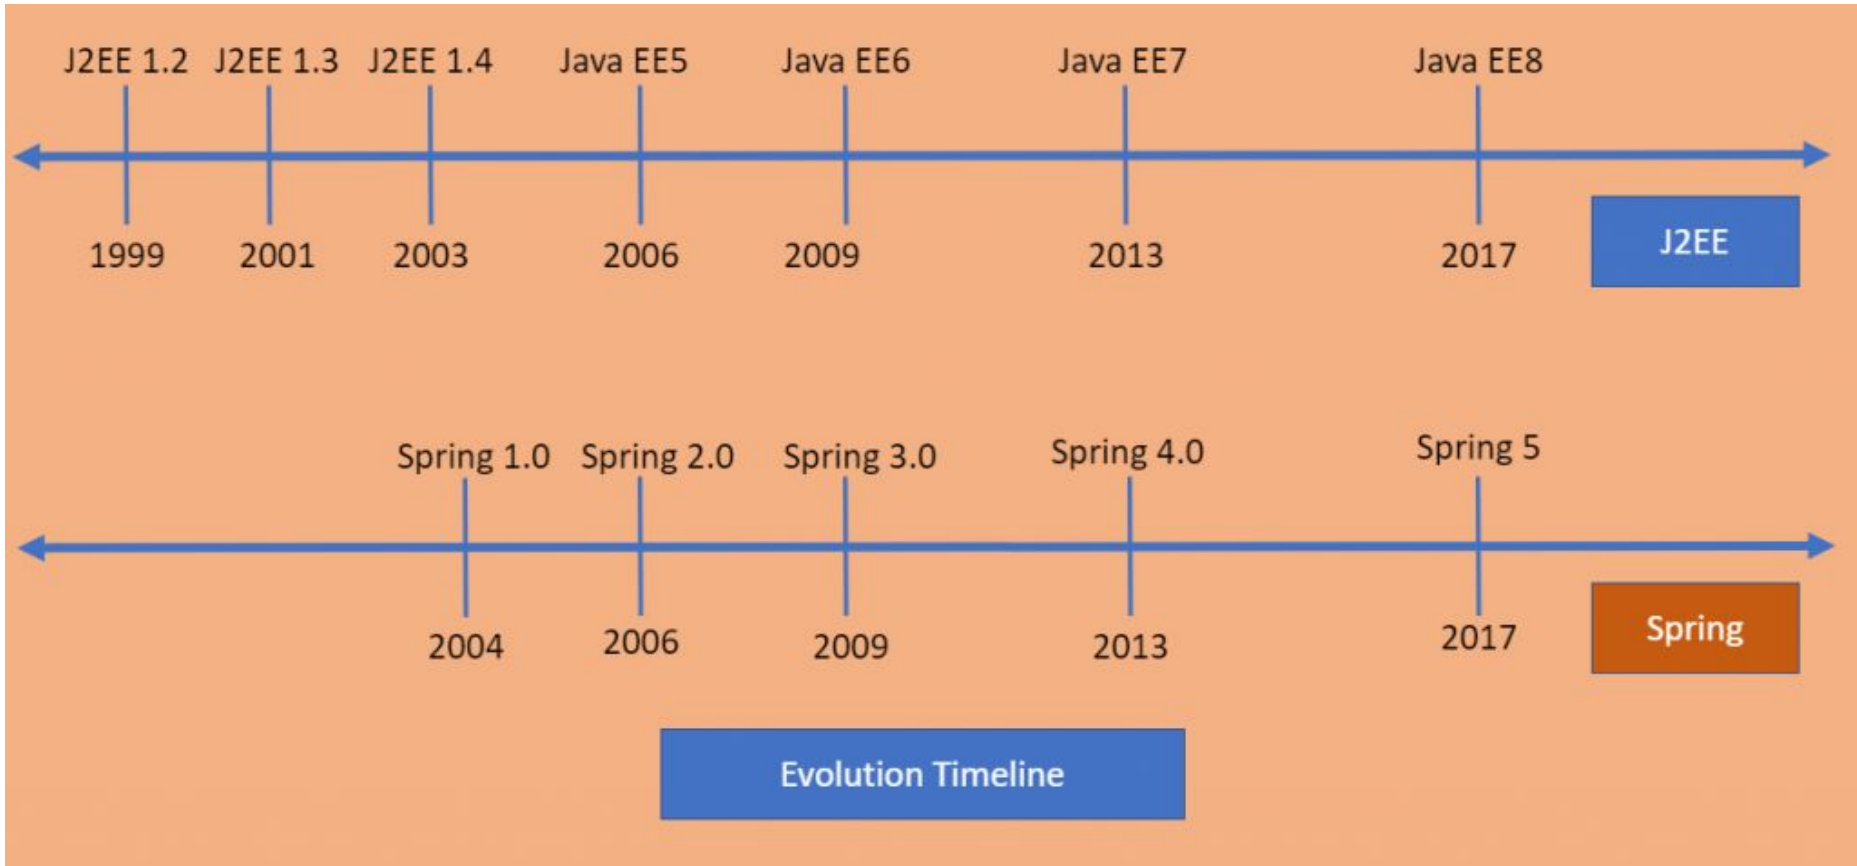 J2EE 1.2 J2EE 1.3 J2EE 1.4 Java EE5 Java EE6 Java EE7 Java EE8
1999 2001 2003 2006 2009 2013 2017
J2EE
Spring 1.0 Spring 2.0 Spring 3.0 Spring 4.0 Spring 5
2004 2006 2009 2013 2017
Spring
Evolution Timeline